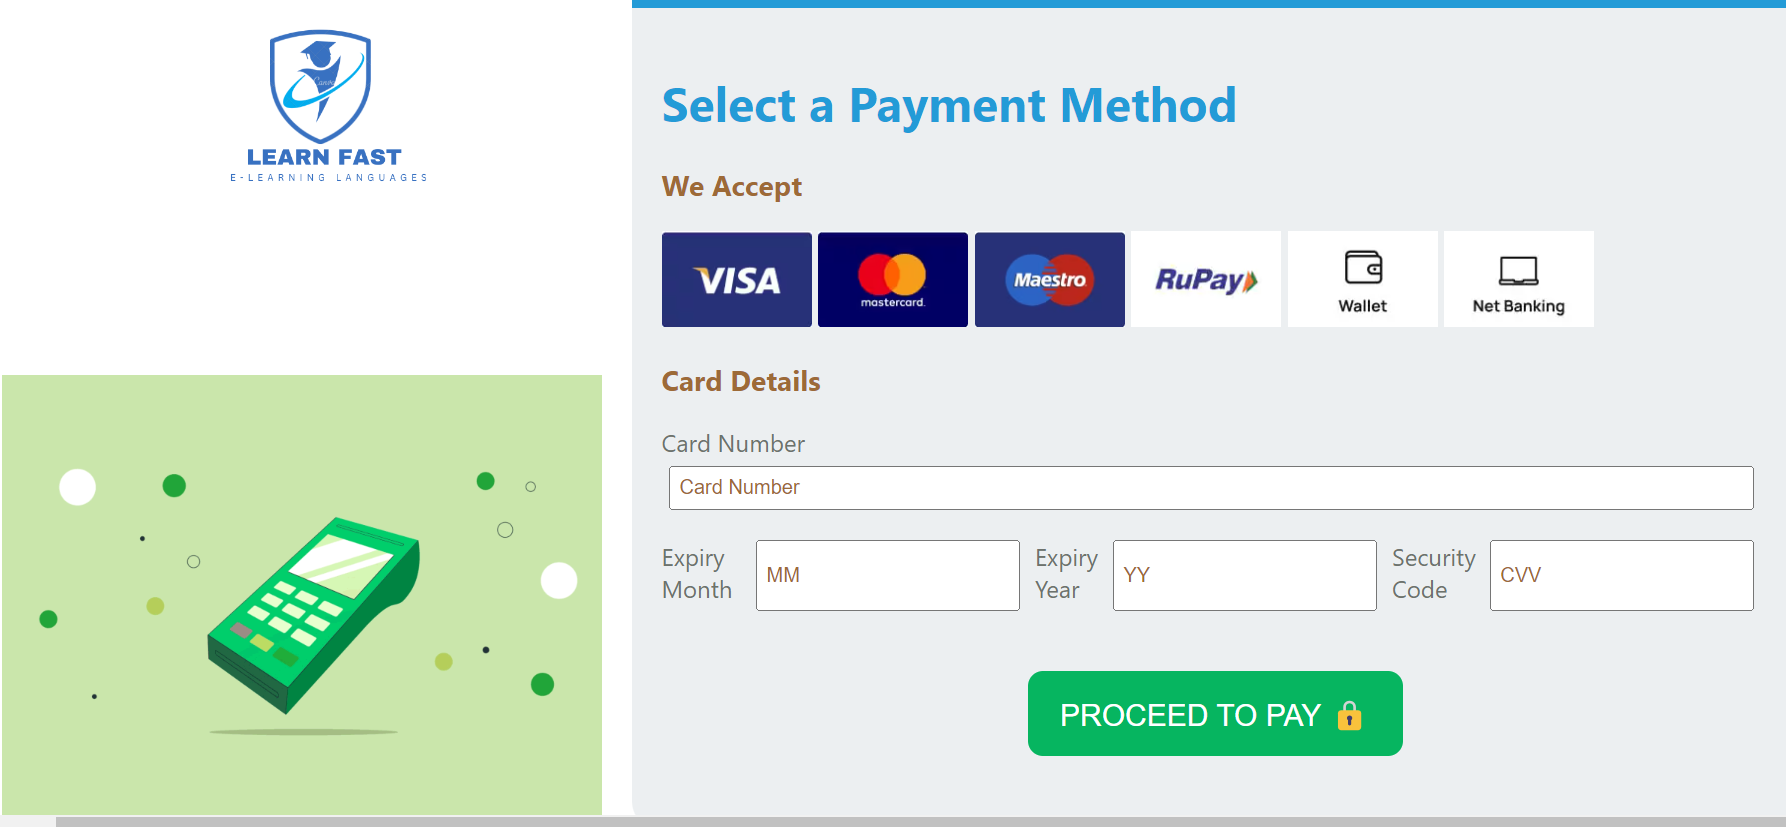 LEARN FAST
E-LEARNING LANGUAGES
Select a Payment Method
We Accept
VISA
mastercard.
Maestro
RuPay
Wallet
Net Banking
Card Details
Card Number
Card Number
Expiry Month
MM
Expiry Year
YY
Security Code
CVV
PROCEED TO PAY